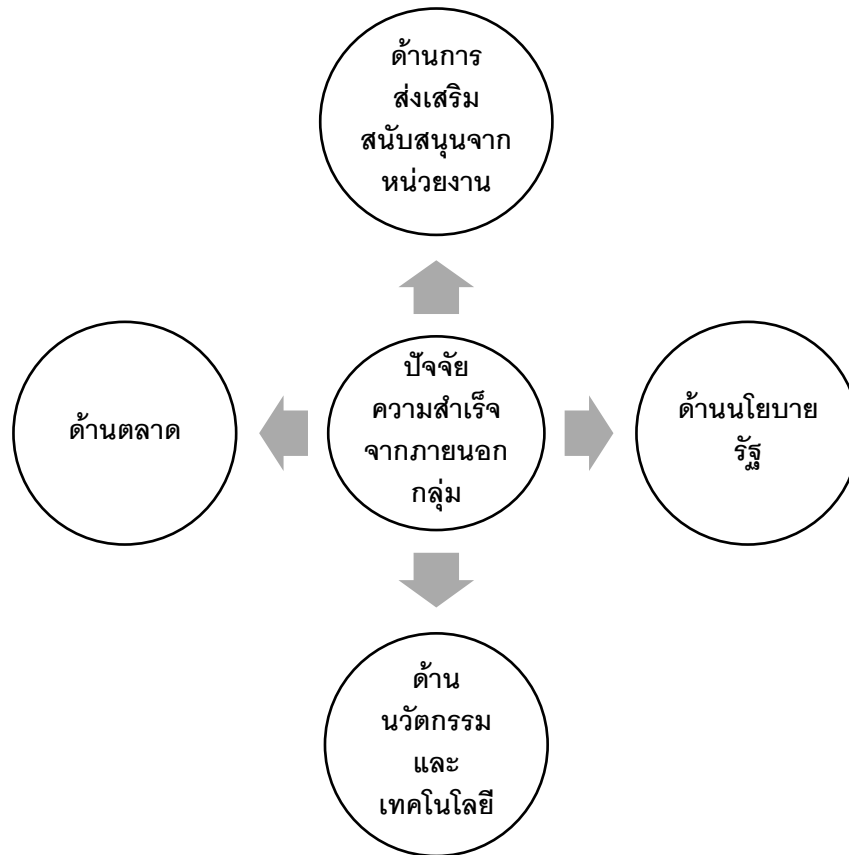 ด้านการ
ส่งเสริม
สนับสนุนจาก
หน่วยงาน
ด้านตลาด
ปัจจัย
ความสำเร็จ
จากภายนอก
กลุ่ม
ด้านนโยบาย
รัฐ
ด้าน
นวัตกรรม
และ
เทคโนโลยี